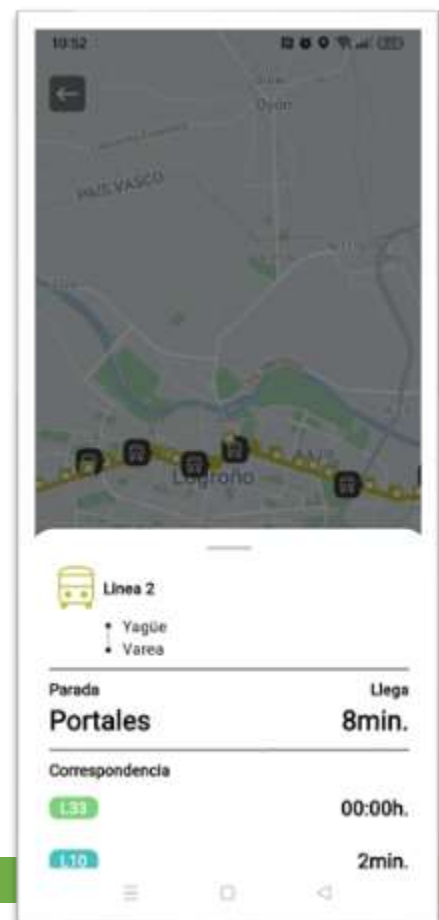 10:52
Oyón
PAIS VASCO
Logroño
Línea 2
Yagüe
Varea
Parada
Llega
Portales
8min.
Correspondencia
L33
00:00h.
L10
2min.